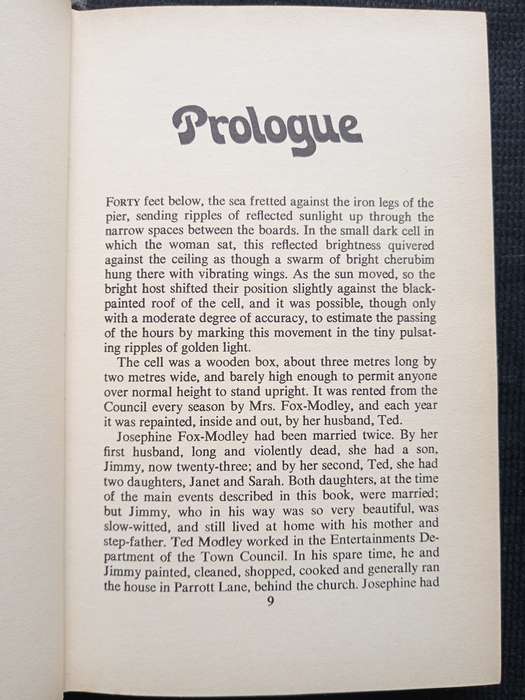 Prologue
FORTY feet below, the sea fretted against the iron legs of the
pier, sending ripples of reflected sunlight up through the
narrow spaces between the boards. In the small dark cell in
which the woman sat, this reflected brightness quivered
against the ceiling as though a swarm of bright cherubim
hung there with vibrating wings. As the sun moved, so the
bright host shifted their position slightly against the black-
painted roof of the cell, and it was possible, though only
with a moderate degree of accuracy, to estimate the passing
of the hours by marking this movement in the tiny pulsat-
ing ripples of golden light.
The cell was a wooden box, about three metres long by
two metres wide, and barely high enough to permit anyone
over normal height to stand upright. It was rented from the
Council every season by Mrs. Fox-Modley, and each year
it was repainted, inside and out, by her husband, Ted.
Josephine Fox-Modley had been married twice. By her
first husband, long and violently dead, she had a son,
Jimmy, now twenty-three; and by her second, Ted, she had
two daughters, Janet and Sarah. Both daughters, at the time
of the main events described in this book, were married;
but Jimmy, who in his way was so very beautiful, was
slow-witted, and still lived at home with his mother and
step-father. Ted Modley worked in the Entertainments De-
partment of the Town Council. In his spare time, he and
Jimmy painted, cleaned, shopped, cooked and generally ran
the house in Parrott Lane, behind the church. Josephine had
9